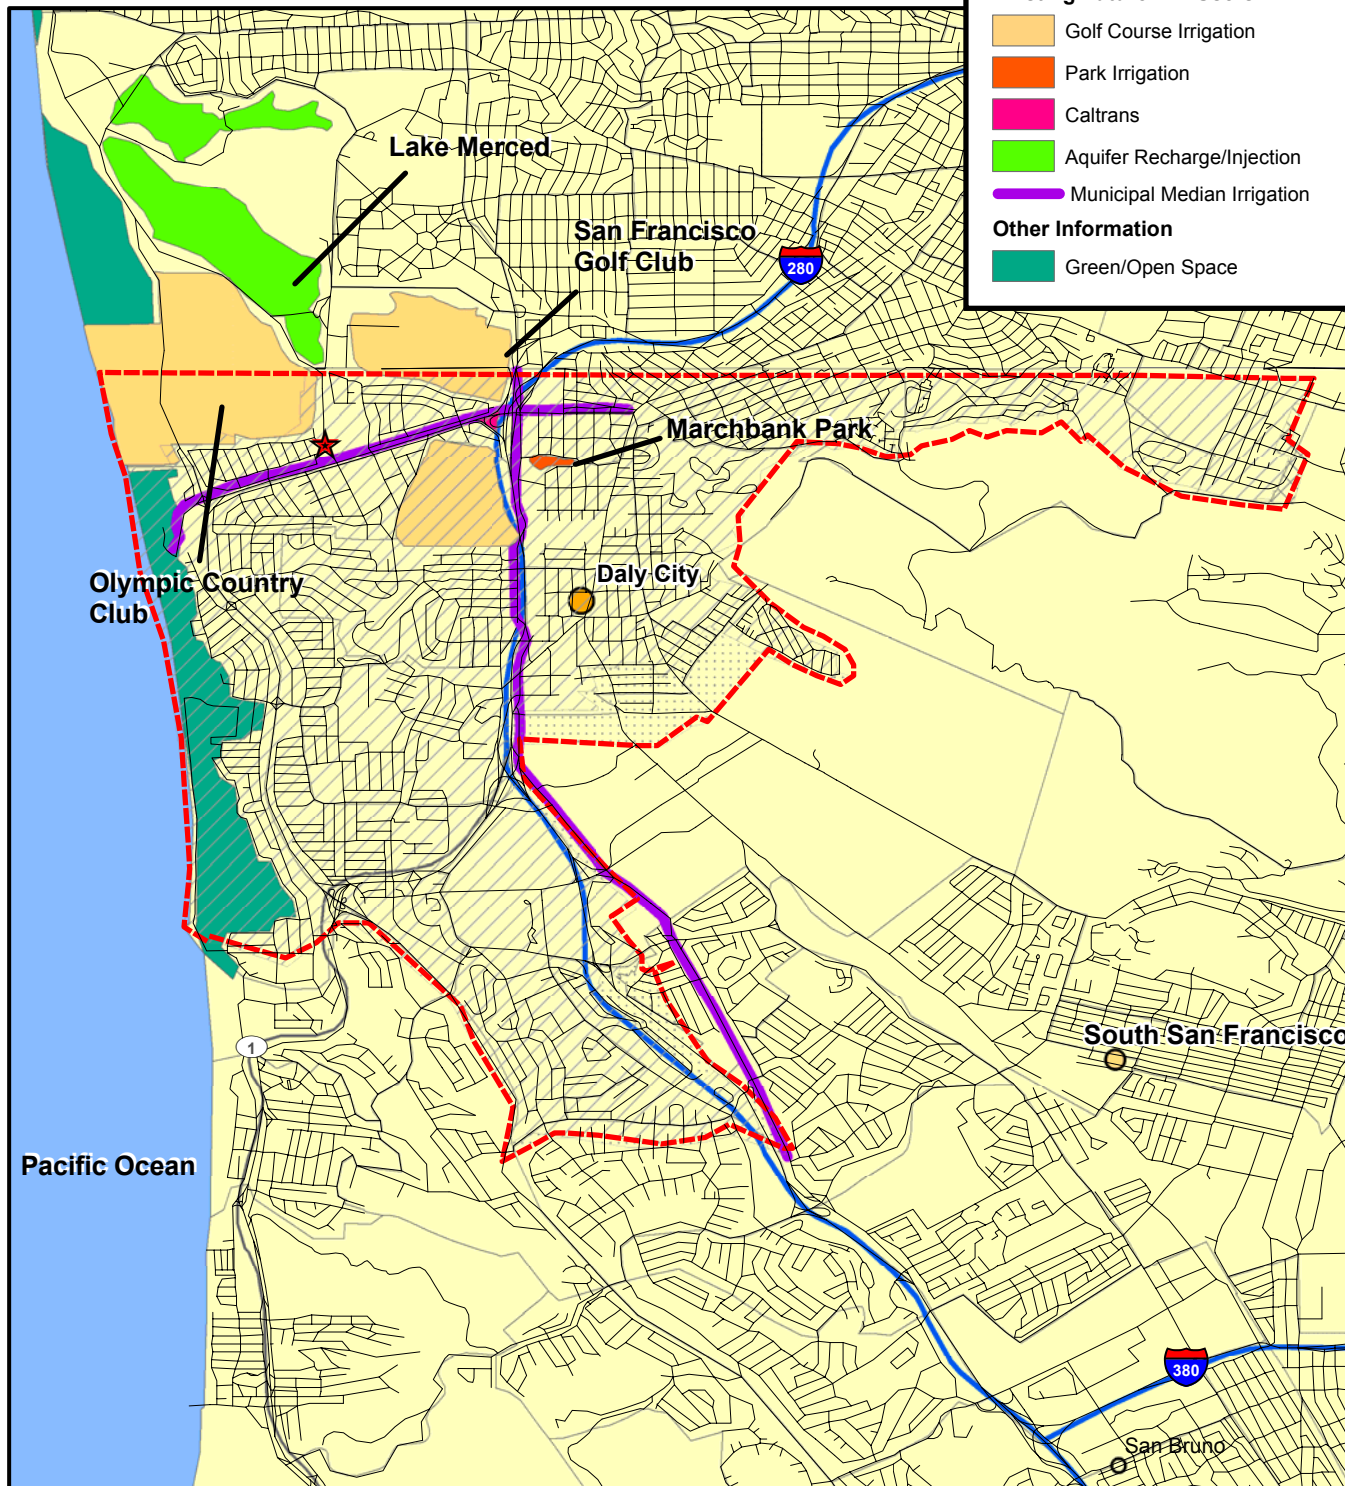 Golf Course Irrigation
Park Irrigation
Caltrans
Aquifer Recharge/Injection
Municipal Median Irrigation
Other Information
Green/Open Space
Lake Merced
San Francisco
Golf Club
280
Marchbank Park
Olympic Country
Club
Daly City
South San Francisco
1
Pacific Ocean
380
San Bruno